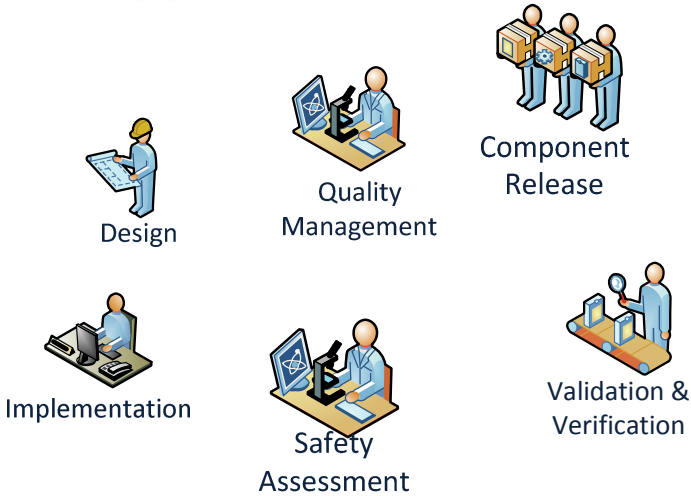 Component
Release
Quality
Management
Design
Implementation
Safety
Assessment
Validation &
Verification